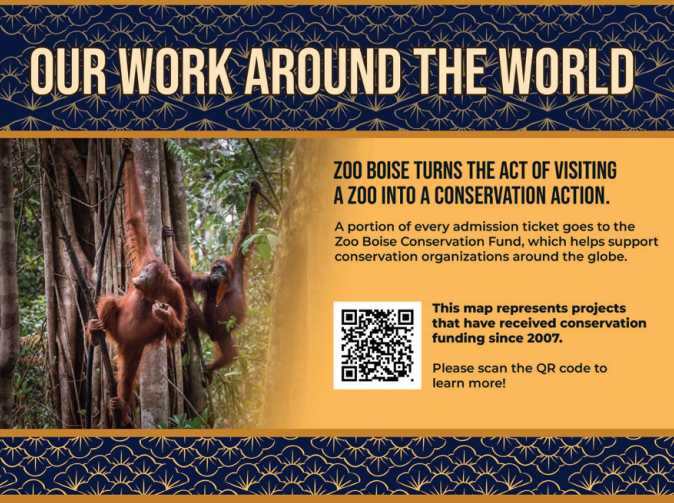 OUR WORK AROUND THE WORLD
ZOO BOISE TURNS THE ACT OF VISITING
A ZOO INTO A CONSERVATION ACTION.
A portion of every admission ticket goes to the
Zoo Boise Conservation Fund, which helps support
conservation organizations around the globe.
This map represents projects
that have received conservation
funding since 2007.
Please scan the QR code to
learn more!